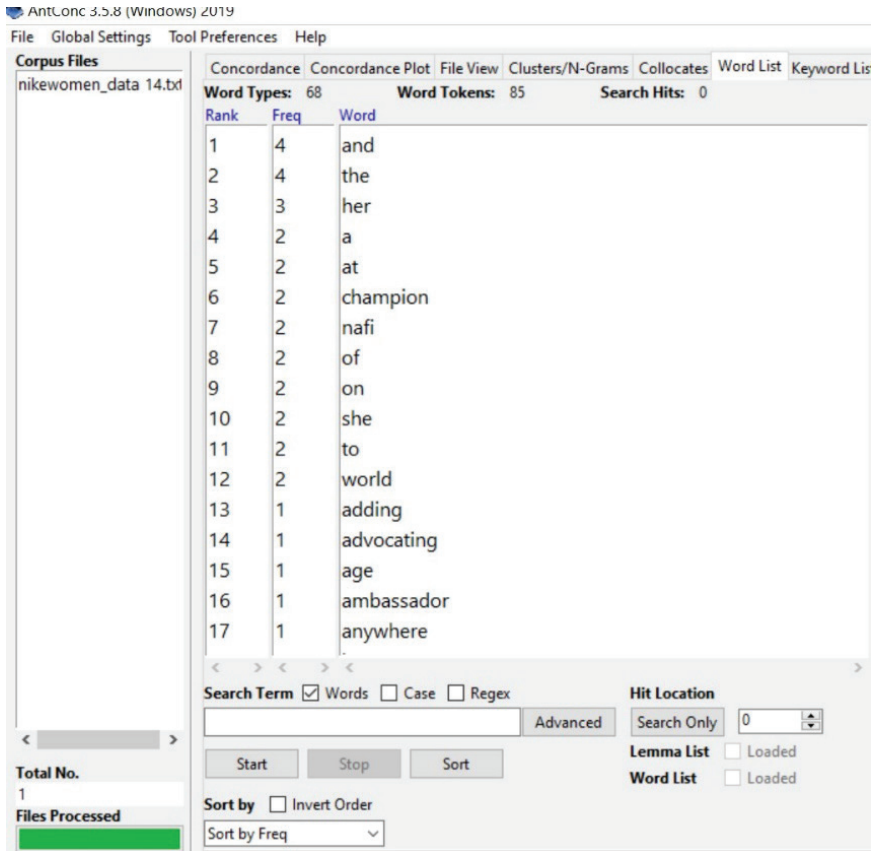 AntConc 3.5.8 (Windows) 2019
File Global Settings Tool Preferences Help
Corpus Files
nikewomen_data 14.txt
Concordance Concordance Plot File View Clusters/N-Grams Collocates Word List Keyword Lis
Word Types: 68 Word Tokens: 85 Search Hits: 0
Rank Freq Word
1 4 and
2 4 the
3 3 her
4 2 a
5 2 at
6 2 champion
7 2 nafi
8 2 of
9 2 on
10 2 she
11 2 to
12 2 world
13 1 adding
14 1 advocating
15 1 age
16 1 ambassador
17 1 anywhere
Search Term Words Case Regex Hit Location
Advanced Search Only 0
Start Stop Sort Lemma List Loaded
Word List Loaded
Sort by Invert Order
Sort by Freq
Total No.
1
Files Processed